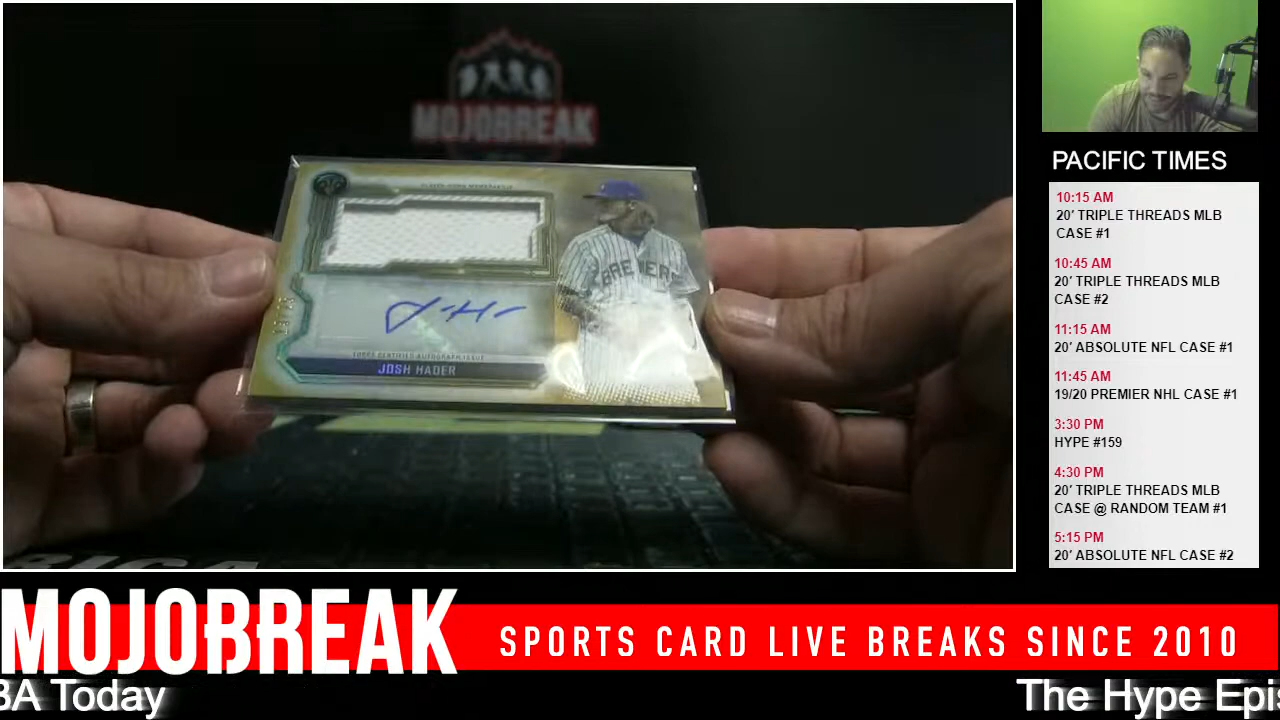 MOJOBREAK
BREWERS
TOPPS CERTIFIED AUTOGRAPH ISSUE
JOSH HADER
PACIFIC TIMES
10:15 AM
20' TRIPLE THREADS MLB
CASE #1
10:45 AM
20' TRIPLE THREADS MLB
CASE #2
11:15 AM
20' ABSOLUTE NFL CASE #1
11:45 AM
19/20 PREMIER NHL CASE #1
3:30 PM
HYPE #159
4:30 PM
20' TRIPLE THREADS MLB
CASE @ RANDOM TEAM #1
5:15 PM
20' ABSOLUTE NFL CASE #2
MOJOBREAK
SPORTS CARD LIVE BREAKS SINCE 2010
BA Today
The Hype Epis